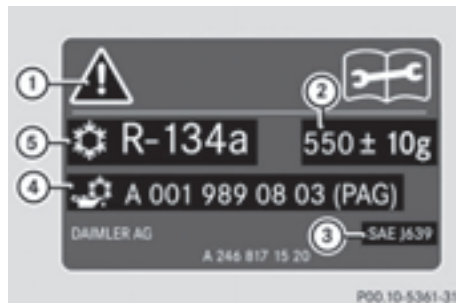 1
2
5 R-134a 550 ± 10g
4 A 001 989 08 03 (PAG)
DAIMLER AG 3 SAE J639
A 246 817 15 20
P00.10-5361-31